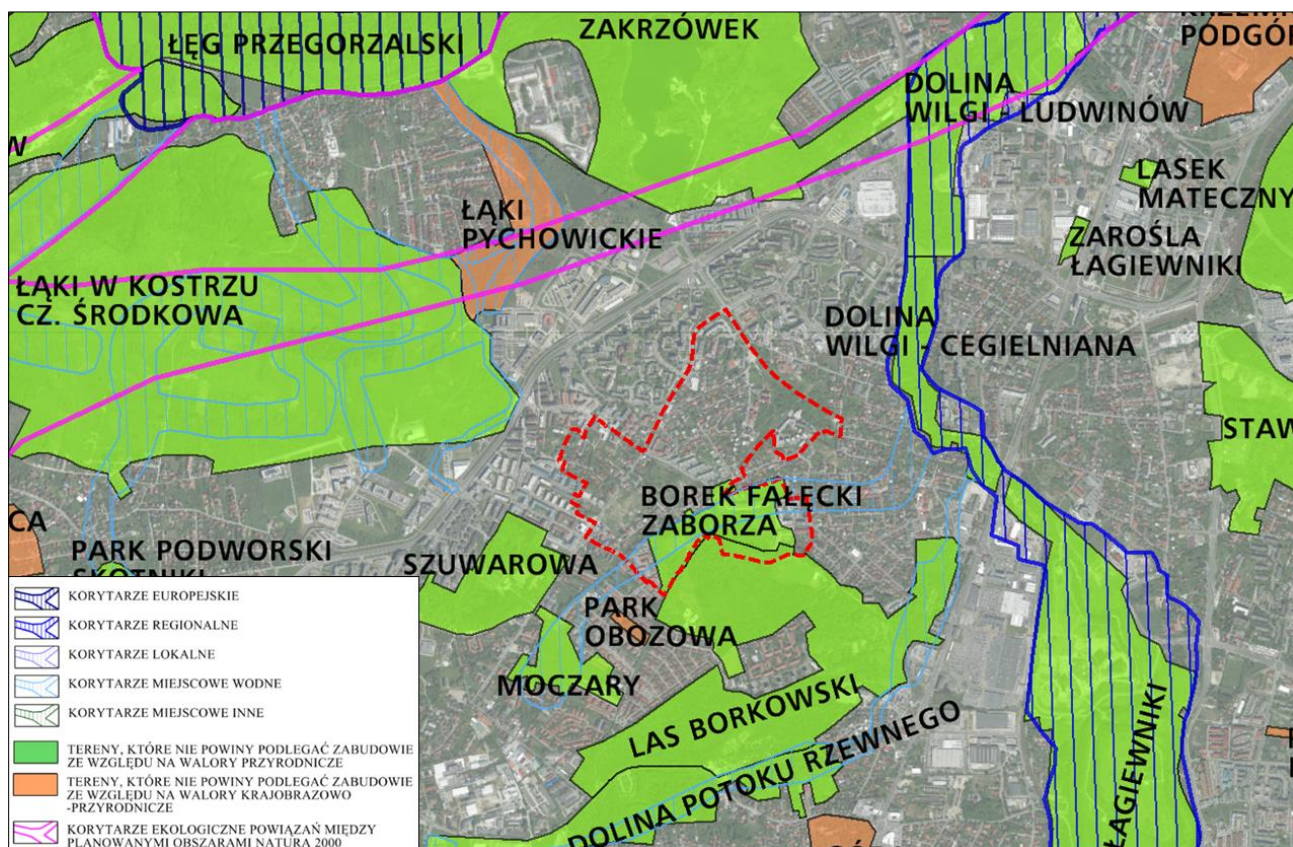 ŁĘG PRZEGORZALSKI
ZAKRZÓWEK
PODGÓR
DOLINA
WILGI - LUDWINÓW
W
LASEK
MATECZNY
ŁĄKI
PYCHOWICKIE
ZAROŚLA
ŁAGIEWNIKI
ŁĄKI W KOSTRZU
CZ. ŚRODKOWA
DOLINA
WILGI - CEGIELNIANA
STAW
BOREK FAŁĘCKI
ZABORZA
CA
PARK PODWORSKI
SKOTNIKI
SZUWAROWA
PARK
OBOZOWA
MOCZARY
LAS BORKOWSKI
DOLINA POTOKU RZEWNEGO
ŁAGIEWNIKI
KORYTARZE EUROPEJSKIE
KORYTARZE REGIONALNE
KORYTARZE LOKALNE
KORYTARZE MIEJSCOWE WODNE
KORYTARZE MIEJSCOWE INNE
TERENY, KTÓRE NIE POWINY PODLEGAĆ ZABUDOWIE
ZE WZGLĘDU NA WALORY PRZYRODNICZE
TERENY, KTÓRE NIE POWINY PODLEGAĆ ZABUDOWIE
ZE WZGLĘDU NA WALORY KRAJOBRAZOWO
-PRZYRODNICZE
KORYTARZE EKOLOGICZNE POWIĄZAŃ MIĘDZY
PLANOWANYMI OBSZARAMI NATURA 2000